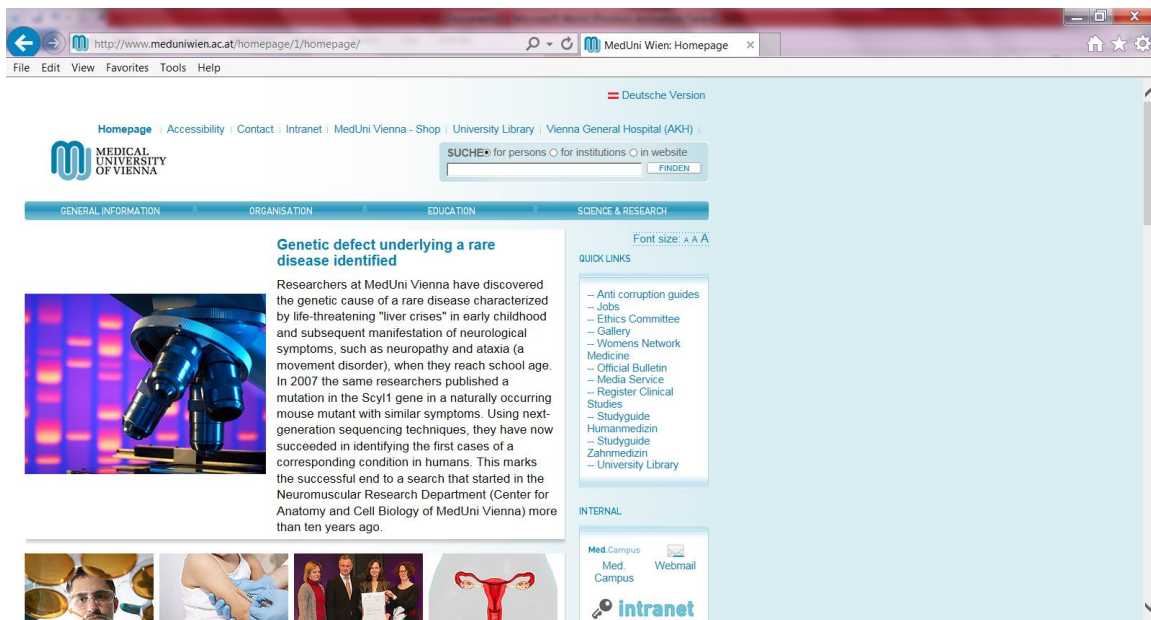 http://www.meduniwien.ac.at/homepage/1/homepage/
MedUni Wien: Homepage
File Edit View Favorites Tools Help
Deutsche Version
Homepage Accessibility Contact Intranet MedUni Vienna - Shop University Library Vienna General Hospital (AKH)
MEDICAL
UNIVERSITY
OF VIENNA
SUCHE for persons for institutions in website
FINDEN
GENERAL INFORMATION ORGANISATION EDUCATION SCIENCE & RESEARCH
Genetic defect underlying a rare
disease identified
Researchers at MedUni Vienna have discovered
the genetic cause of a rare disease characterized
by life-threatening "liver crises" in early childhood
and subsequent manifestation of neurological
symptoms, such as neuropathy and ataxia (a
movement disorder), when they reach school age.
In 2007 the same researchers published a
mutation in the Scyl1 gene in a naturally occurring
mouse mutant with similar symptoms. Using next-
generation sequencing techniques, they have now
succeeded in identifying the first cases of a
corresponding condition in humans. This marks
the successful end to a search that started in the
Neuromuscular Research Department (Center for
Anatomy and Cell Biology of MedUni Vienna) more
than ten years ago.
Font size: A A A
QUICK LINKS
-- Anti corruption guides
-- Jobs
-- Ethics Committee
-- Gallery
-- Womens Network
Medicine
-- Official Bulletin
-- Media Service
-- Register Clinical
Studies
-- Studyguide
Humanmedizin
-- Studyguide
Zahnmedizin
-- University Library
INTERNAL
Med.Campus
Med.
Campus
Webmail
intranet